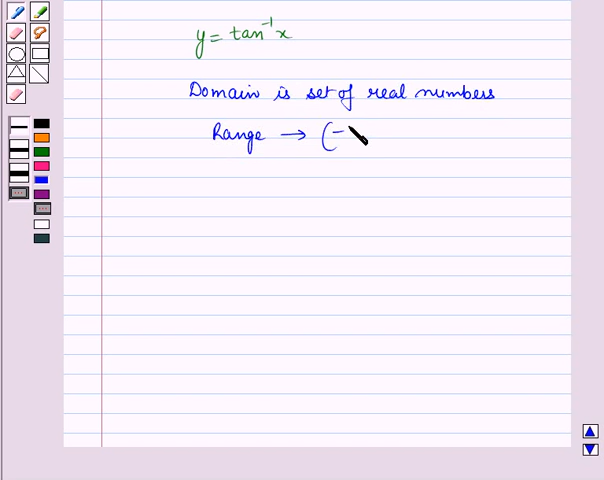 y = tan⁻¹x
Domain is set of real numbers
Range → (-